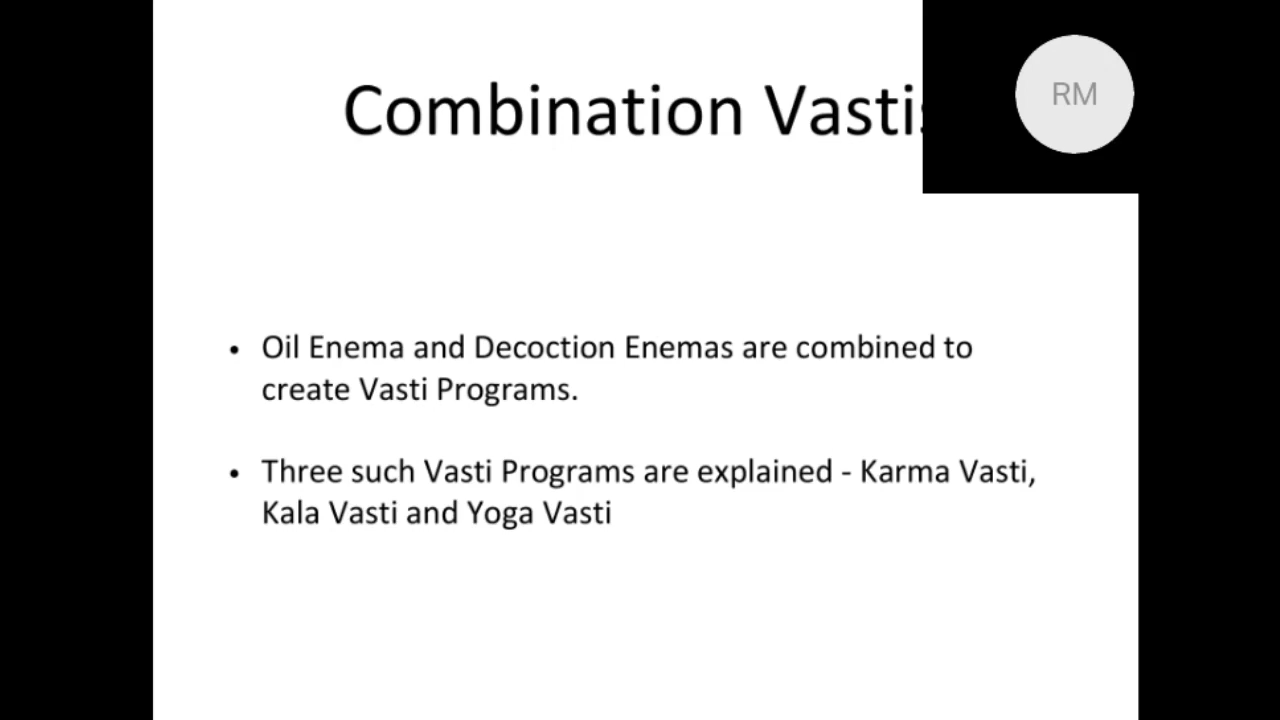 Combination Vastis
RM
• Oil Enema and Decoction Enemas are combined to
create Vasti Programs.
• Three such Vasti Programs are explained - Karma Vasti,
Kala Vasti and Yoga Vasti